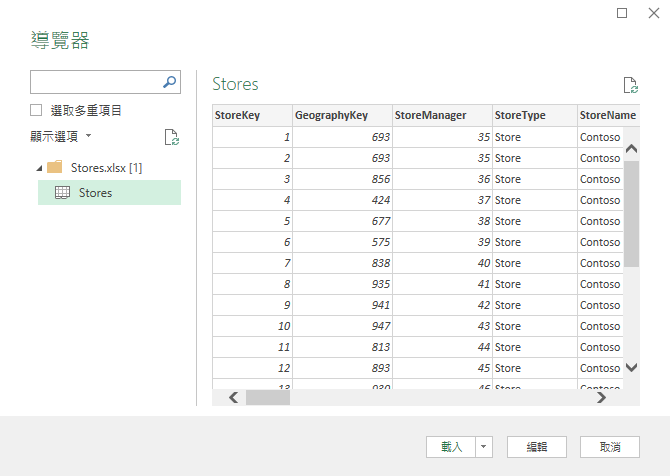 導覽器
選取多重項目
顯示選項
Stores.xlsx [1]
Stores
Stores
StoreKey GeographyKey StoreManager StoreType StoreName
1 693 35 Store Contoso
2 693 35 Store Contoso
3 856 36 Store Contoso
4 424 37 Store Contoso
5 677 38 Store Contoso
6 575 39 Store Contoso
7 838 40 Store Contoso
8 935 41 Store Contoso
9 941 42 Store Contoso
10 947 43 Store Contoso
11 813 44 Store Contoso
12 893 45 Store Contoso
13 930 46 Store Contoso
載入 編輯 取消